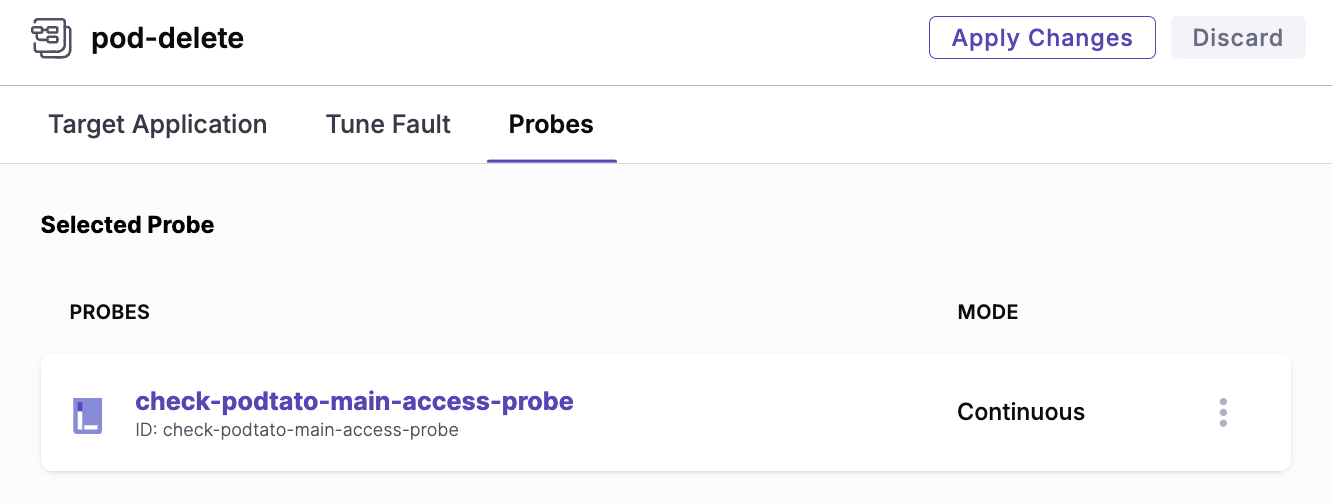 pod-delete
Apply Changes
Discard
Target Application
Tune Fault
Probes
Selected Probe
PROBES
MODE
check-podtato-main-access-probe
ID: check-podtato-main-access-probe
Continuous